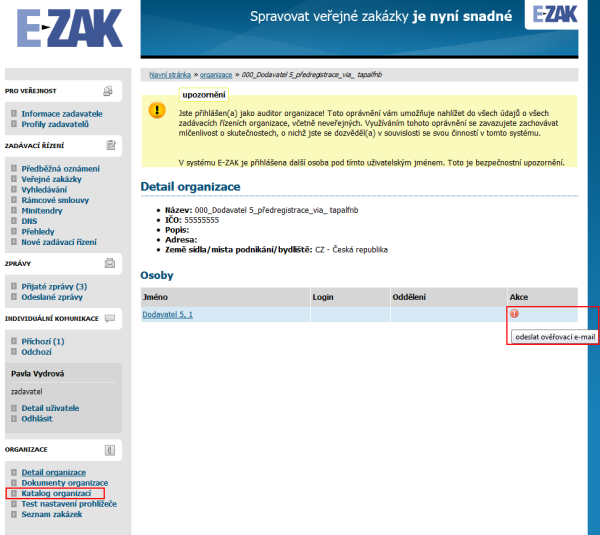 E-ZAK
Spravovat veřejné zakázky je nyní snadné
E-ZAK
hlavní stránka » organizace » 000_Dodavatel 5_předregistrace_via_ tapalfnb
upozornění
Jste přihlášen(a) jako auditor organizace! Toto oprávnění vám umožňuje nahlížet do všech údajů o všech
zadávacích řízeních organizace, včetně neveřejných. Využíváním tohoto oprávnění se zavazujete zachovávat
mlčenlivost o skutečnostech, o nichž jste se dozvěděl(a) v souvislosti se svou činností v tomto systému.
V systému E-ZAK je přihlášena další osoba pod tímto uživatelským jménem. Toto je bezpečnostní upozornění.
PRO VEŘEJNOST
Informace zadavatele
Profily zadavatelů
ZADÁVACÍ ŘÍZENÍ
Předběžná oznámení
Veřejné zakázky
Vyhledávání
Rámcové smlouvy
Minitendry
DNS
Přehledy
Nové zadávací řízení
ZPRÁVY
Přijaté zprávy (3)
Odeslané zprávy
INDIVIDUÁLNÍ KOMUNIKACE
Příchozí (1)
Odchozí
Pavla Vydrová
zadavatel
Detail uživatele
Odhlásit
ORGANIZACE
Detail organizace
Dokumenty organizace
Katalog organizací
Test nastavení prohlížeče
Seznam zakázek
Detail organizace
Název: 000_Dodavatel 5_předregistrace_via_ tapalfnb
IČO: 55555555
Popis:
Adresa:
Země sídla/místa podnikání/bydliště: CZ - Česká republika
Osoby
Jméno Login Oddělení Akce
Dodavatel 5, 1
odeslat ověřovací e-mail